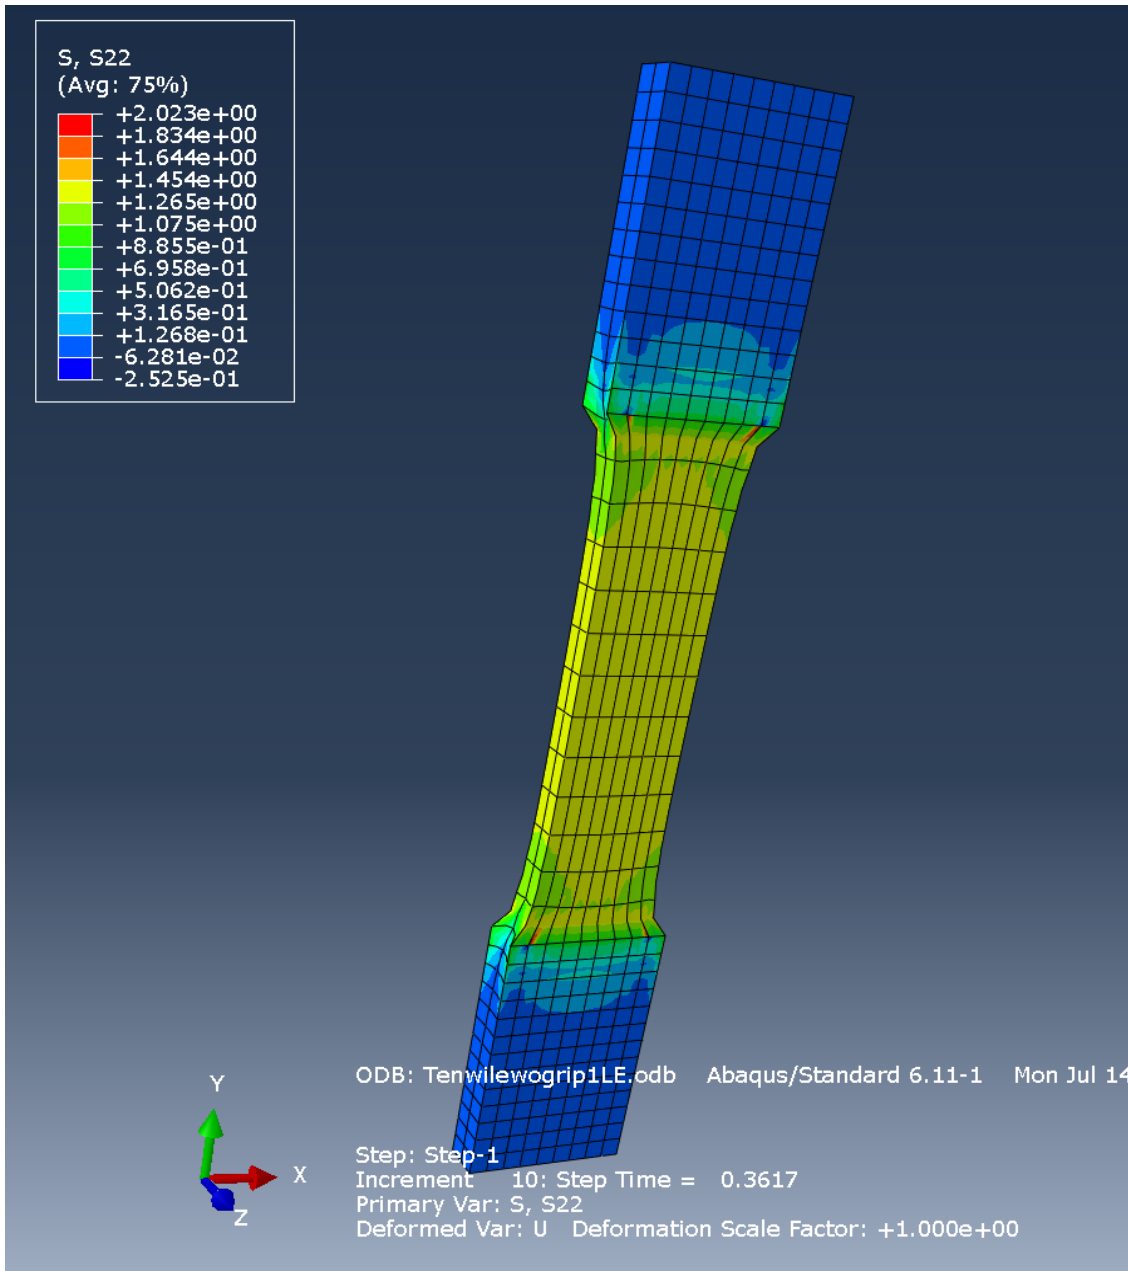 S, S22
(Avg: 75%)
+2.023e+00
+1.834e+00
+1.644e+00
+1.454e+00
+1.265e+00
+1.075e+00
+8.855e-01
+6.958e-01
+5.062e-01
+3.165e-01
+1.268e-01
-6.281e-02
-2.525e-01
ODB: Tenwilewogrip1LE.odb Abaqus/Standard 6.11-1 Mon Jul 14
Y
X
Z
Step: Step-1
Increment 10: Step Time = 0.3617
Primary Var: S, S22
Deformed Var: U Deformation Scale Factor: +1.000e+00